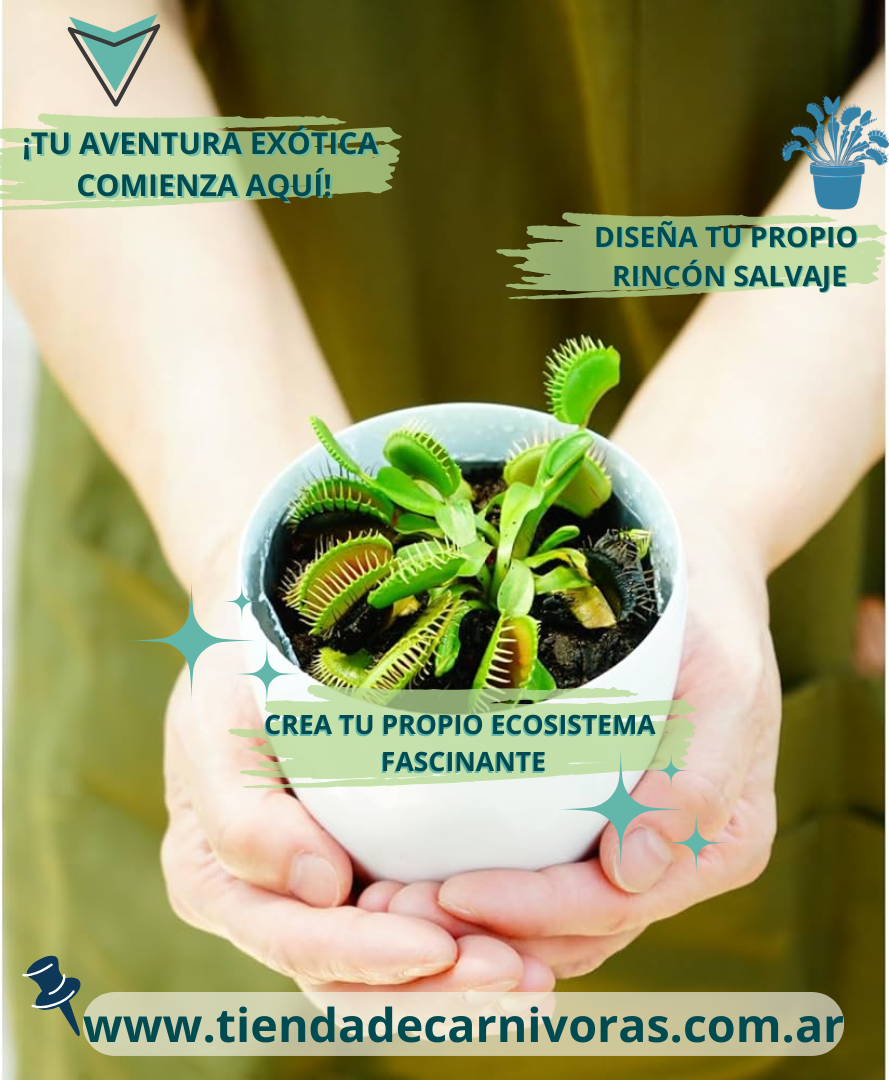 ¡TU AVENTURA EXÓTICA
COMIENZA AQUÍ!
DISEÑA TU PROPIO
RINCÓN SALVAJE
CREA TU PROPIO ECOSISTEMA
FASCINANTE
www.tiendadecarnivoras.com.ar